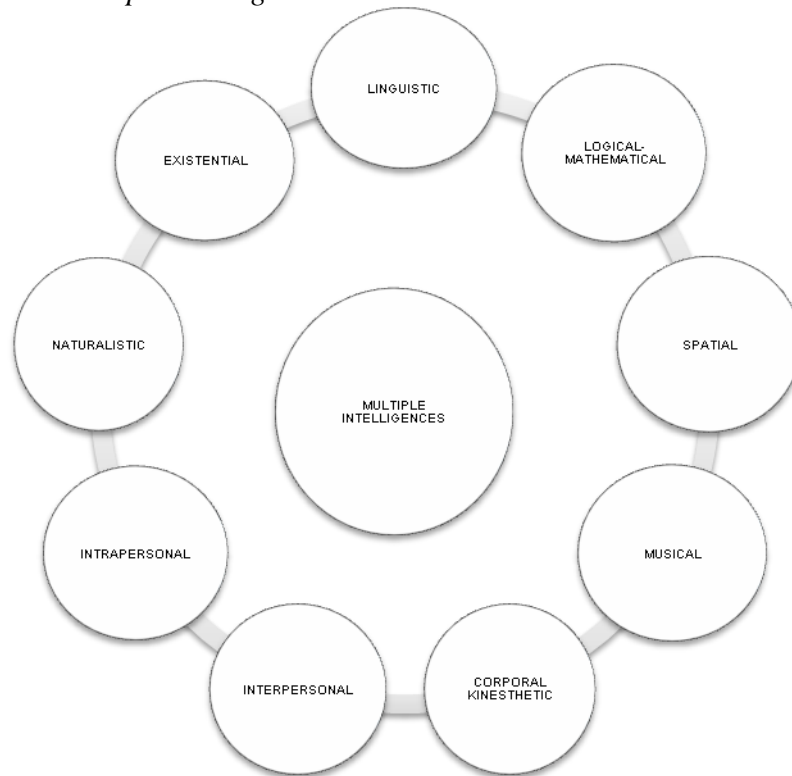 LINGUISTIC
LOGICAL-
MATHEMATICAL
SPATIAL
MUSICAL
CORPORAL
KINESTHETIC
INTERPERSONAL
INTRAPERSONAL
NATURALISTIC
EXISTENTIAL
MULTIPLE
INTELLIGENCES